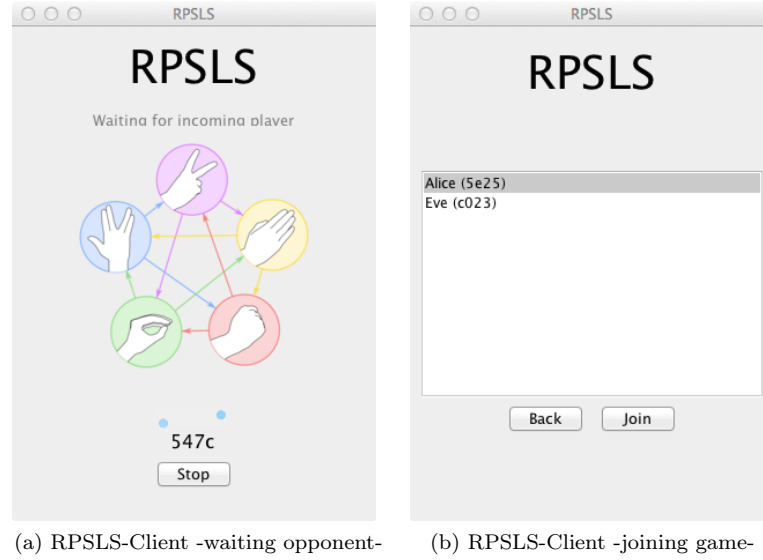 RPSLS
RPSLS
Waiting for incoming player
547c
Stop
(a) RPSLS-Client -waiting opponent-
RPSLS
RPSLS
Alice (5e25)
Eve (c023)
Back
Join
(b) RPSLS-Client -joining game-